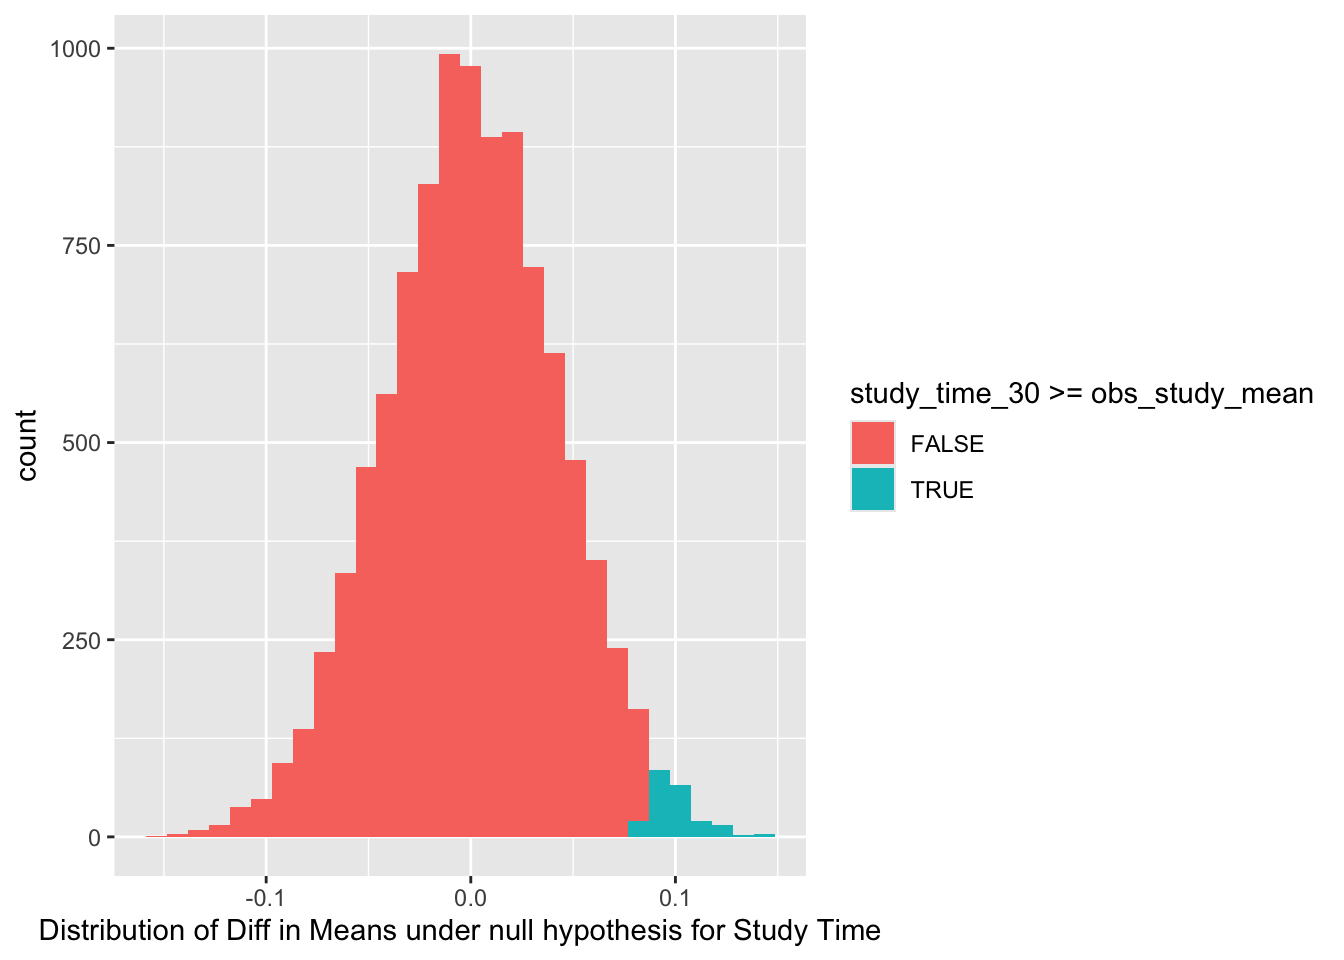 1000
750
500
250
0
count
-0.1
0.0
0.1
Distribution of Diff in Means under null hypothesis for Study Time
study_time_30 >= obs_study_mean
FALSE
TRUE